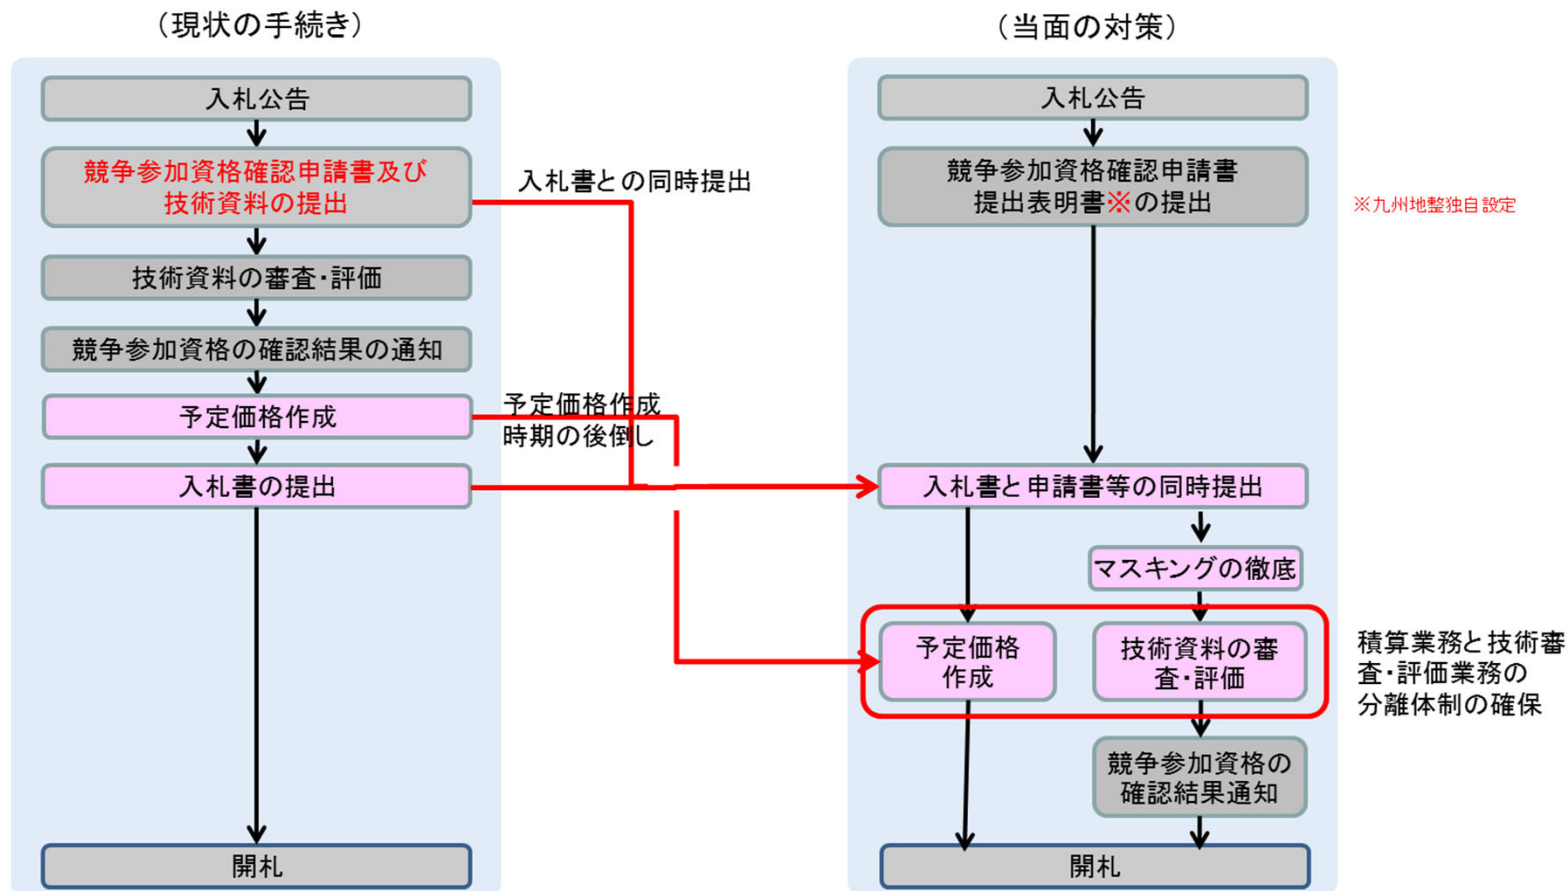 (現状の手続き)
入札公告
競争参加資格確認申請書及び
技術資料の提出
技術資料の審査・評価
競争参加資格の確認結果の通知
予定価格作成
入札書の提出
開札
入札書との同時提出
予定価格作成
時期の後倒し
(当面の対策)
入札公告
競争参加資格確認申請書
提出表明書※の提出
※九州地整独自設定
入札書と申請書等の同時提出
マスキングの徹底
予定価格
作成
技術資料の審
査・評価
積算業務と技術審
査・評価業務の
分離体制の確保
競争参加資格の
確認結果通知
開札